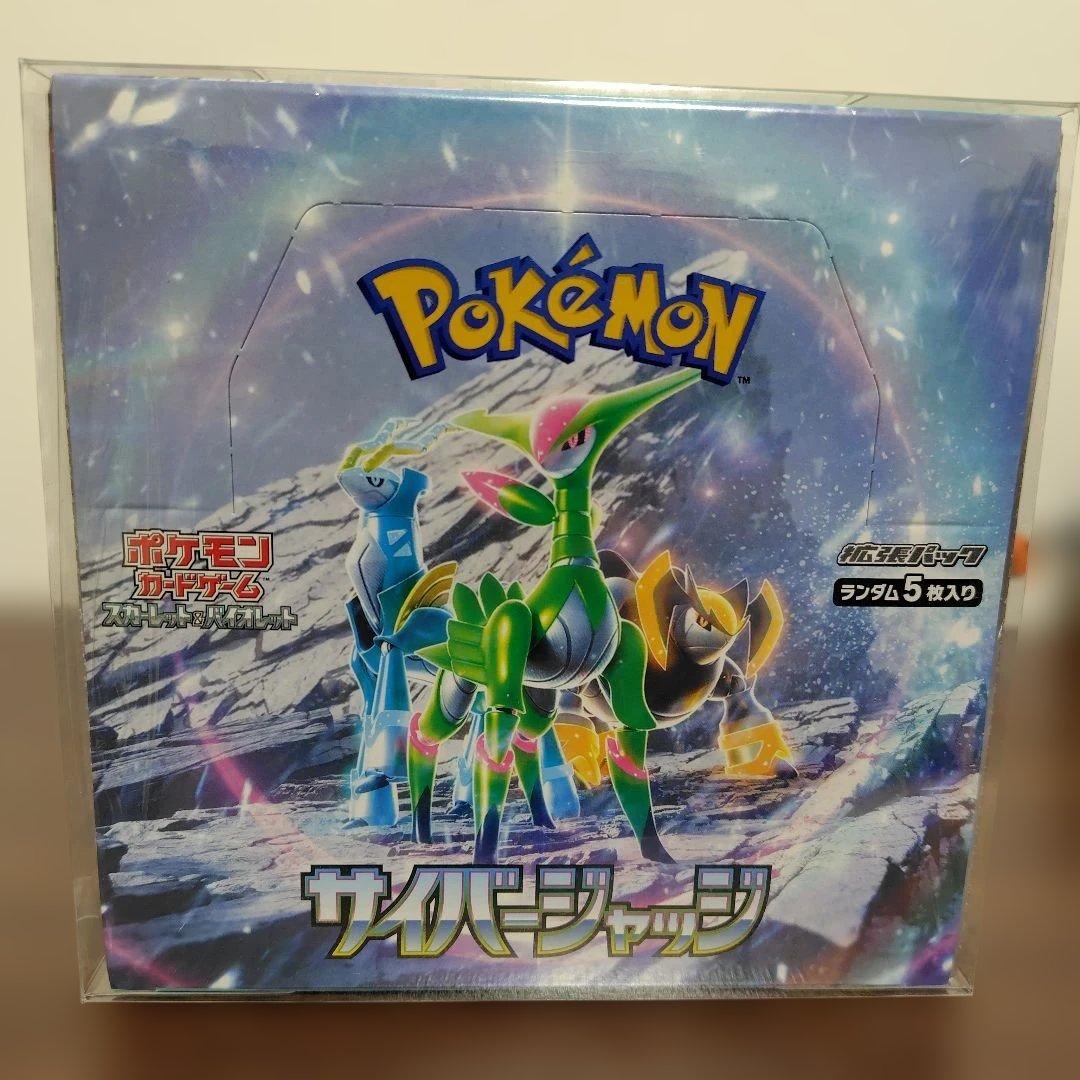 POKéMON
TM
ポケモン
カードゲーム
スカーレット&バイオレット
拡張パック
ランダム5枚入り
サイバージャッジ